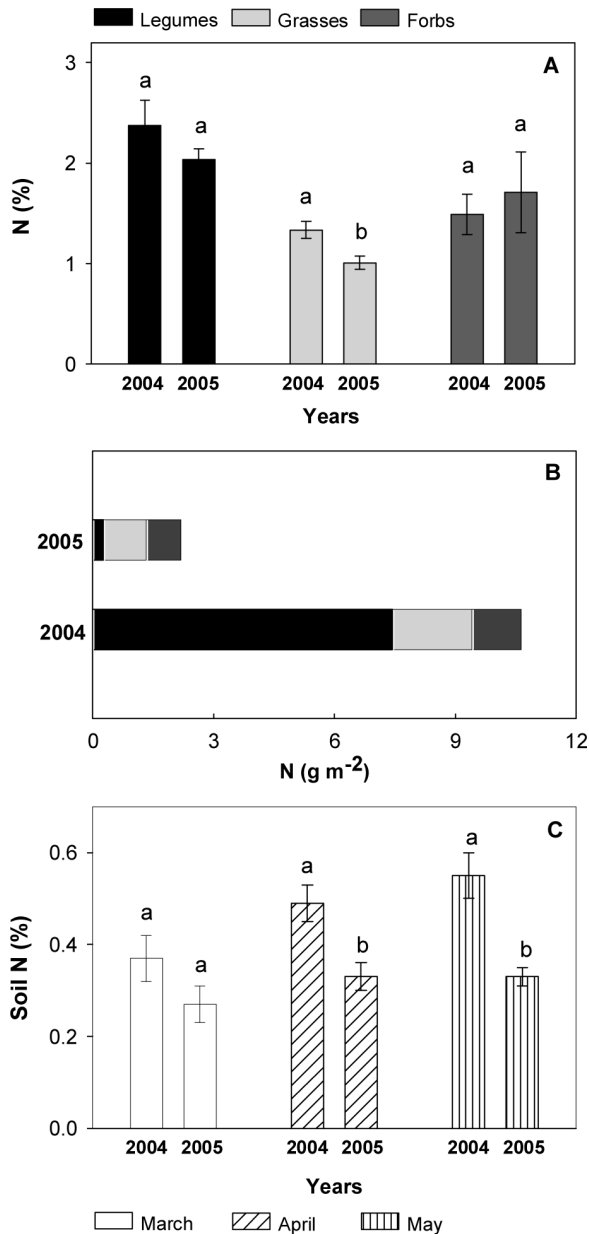 Legumes Grasses Forbs
A
3
a
a
a
2
a
a
b
N (%)
1
0
2004 2005 2004 2005 2004 2005
Years
B
2005
2004
0 3 6 9 12
N (g m-2)
C
0.6
a
a
a
b
b
a
0.4
Soil N (%)
0.2
0.0
2004 2005 2004 2005 2004 2005
Years
March April May